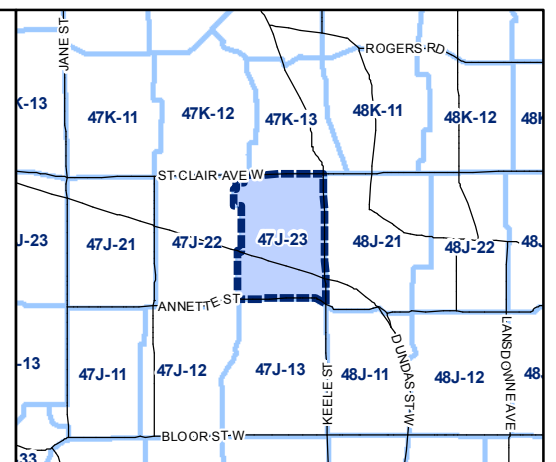 JANE ST
ROGERS RD
K-13
47K-11
47K-12
47K-13
48K-11
48K-12
48K
ST CLAIR AVE W
J-23
47J-21
47J-22
47J-23
48J-21
48J-22
48J
ANNETTE ST
-13
47J-11
47J-12
47J-13
KEELE ST
48J-11
DUNDAS ST W
48J-12
LANSDOWNE AVE
48J
BLOOR ST W
33